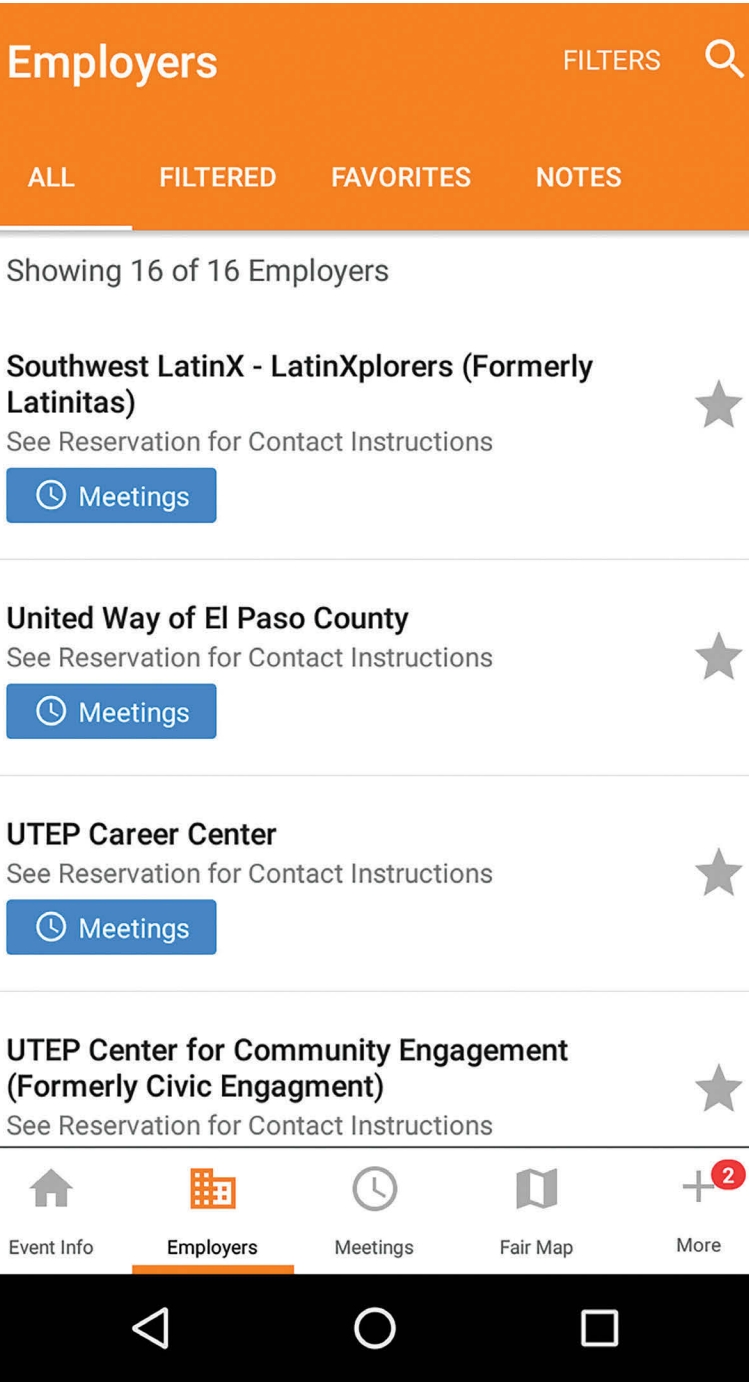 Employers
FILTERS
ALL
FILTERED
FAVORITES
NOTES
Showing 16 of 16 Employers
Southwest LatinX - LatinXplorers (Formerly
Latinitas)
See Reservation for Contact Instructions
Meetings
United Way of El Paso County
See Reservation for Contact Instructions
Meetings
UTEP Career Center
See Reservation for Contact Instructions
Meetings
UTEP Center for Community Engagement
(Formerly Civic Engagment)
See Reservation for Contact Instructions
2
Event Info
Employers
Meetings
Fair Map
More